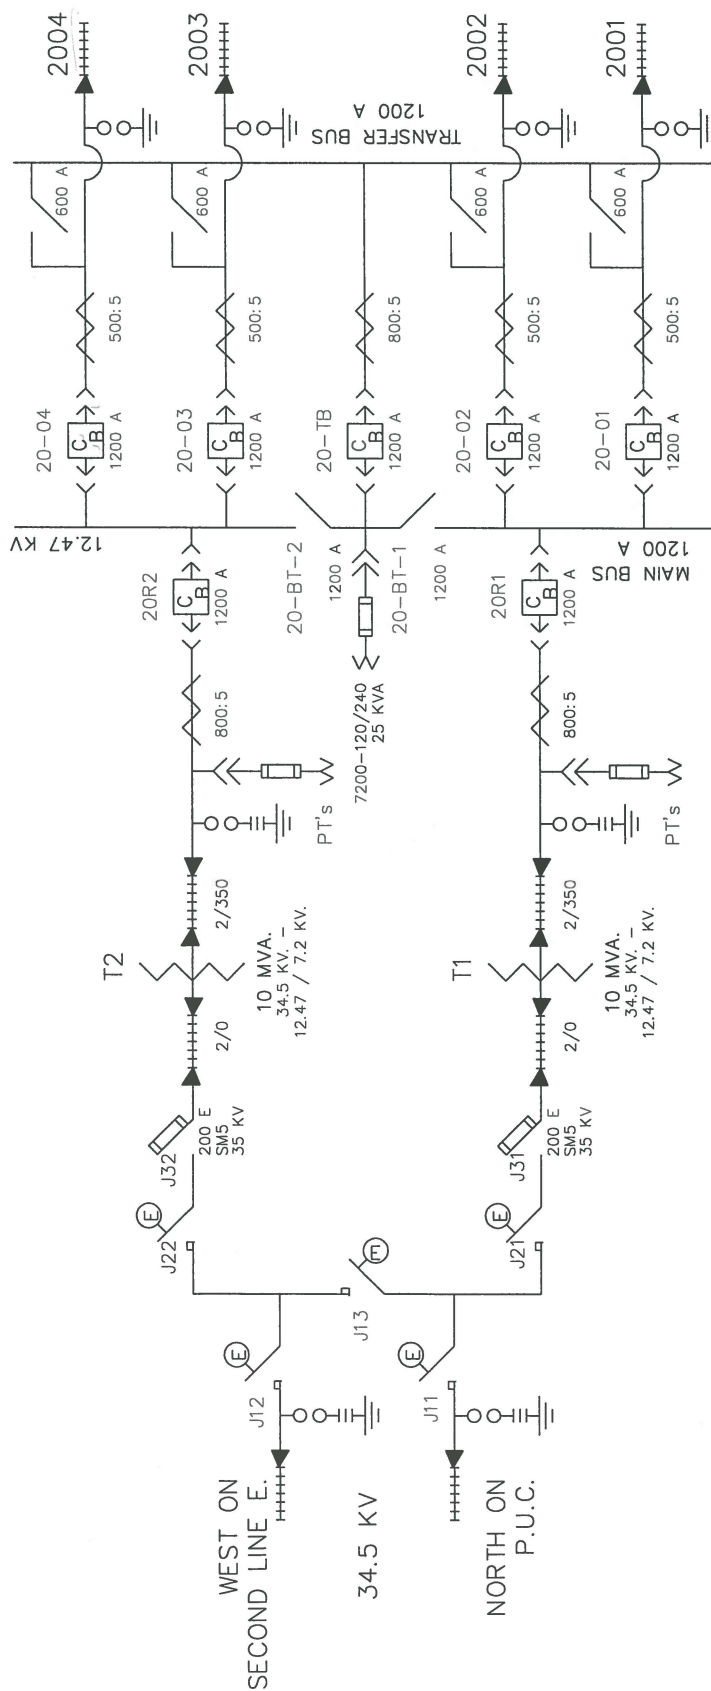 2004
2003
2002
2001
TRANSFER BUS
1200 A
600 A
600 A
600 A
600 A
500:5
500:5
800:5
500:5
500:5
20-04
C
B
1200 A
20-03
C
B
1200 A
20-TB
C
B
1200 A
20-02
C
B
1200 A
20-01
C
B
1200 A
12.47 KV
MAIN BUS
1200 A
20-BT-2
1200 A
20-BT-1
1200 A
7200-120/240
25 KVA
20R2
C
B
1200 A
20R1
C
B
1200 A
800:5
800:5
PT's
PT's
2/350
2/350
T2
10 MVA.
34.5 KV. -
12.47 / 7.2 KV.
T1
10 MVA.
34.5 KV. -
12.47 / 7.2 KV.
2/0
2/0
J32
200 E
SM5
35 KV
J31
200 E
SM5
35 KV
E
J22
E
J21
E
J13
E
J12
E
J11
WEST ON
SECOND LINE E.
34.5 KV
NORTH ON
P.U.C.